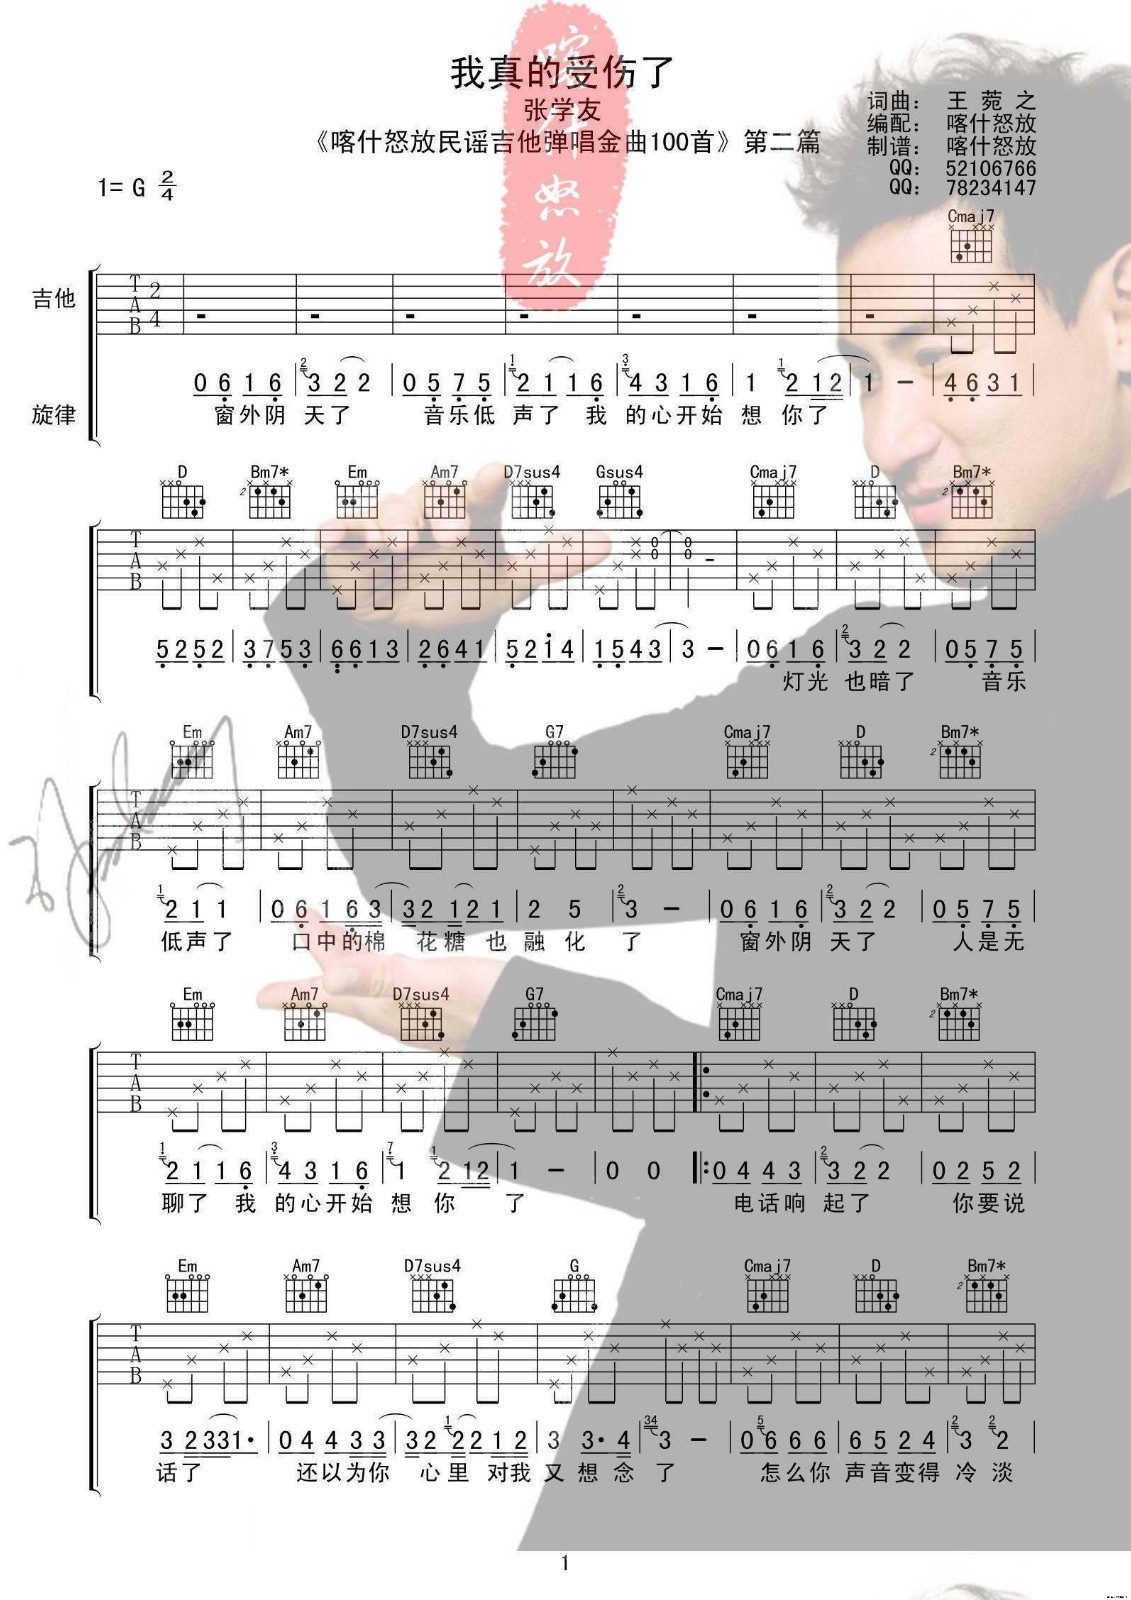 我真的受伤了
张学友
《喀什怒放民谣吉他弹唱金曲100首》第二篇
喀什怒放
词曲: 王菀之
编配: 喀什怒放
制谱: 喀什怒放
QQ: 52106766
QQ: 78234147
1= G 2/4
Cmaj7
吉他
T A B 2 4
旋律
0 6 1 6 | 3 2 2 | 0 5 7 5 | 2 1 1 6 | 4 3 1 6 | 1 2 1 2 | 1 - | 4 6 3 1
窗外阴 天了 音乐低 声了 我 的心开始 想 你了
D Bm7* Em Am7 D7sus4 Gsus4 Cmaj7 D Bm7*
T A B
5 2 5 2 | 3 7 5 3 | 6 6 1 3 | 2 6 4 1 | 5 2 1 4 | 1 5 4 3 | 3 - | 0 6 1 6 | 3 2 2 | 0 5 7 5
灯光 也暗了 音乐
Em Am7 D7sus4 G7 Cmaj7 D Bm7*
T A B
2 1 1 | 0 6 1 6 3 | 3 2 1 2 1 | 2 5 | 3 - | 0 6 1 6 | 3 2 2 | 0 5 7 5
低声了 口中的棉 花糖 也 融化 了 窗外阴 天了 人是无
Em Am7 D7sus4 G7 Cmaj7 D Bm7*
T A B
2 1 1 6 | 4 3 1 6 | 1 2 1 2 | 1 - | 0 0 |: 0 4 4 3 | 3 2 2 | 0 2 5 2
聊了 我 的心开始 想 你 了 电话响 起了 你要说
Em Am7 D7sus4 G Cmaj7 D Bm7*
T A B
3 2 3 3 1 · | 0 4 4 3 3 | 3 2 2 2 1 2 | 3 3 · 4 | 3 - | 0 6 6 6 | 6 5 2 4 | 3 2
话了 还以为你 心里 对我 又 想 念 了 怎么你 声音变得 冷 淡
1